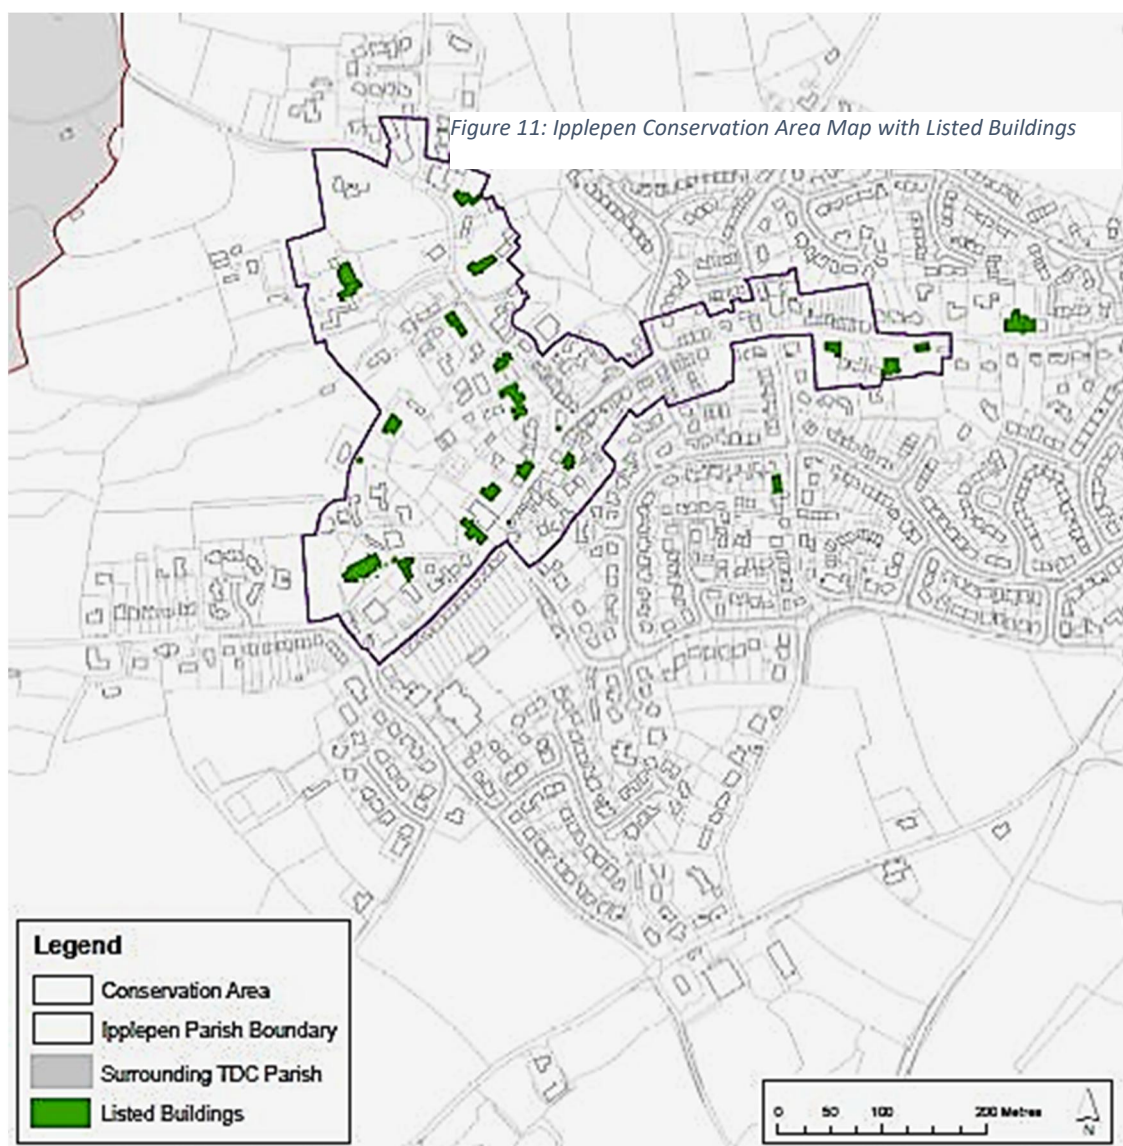 Figure 11: Ipplepen Conservation Area Map with Listed Buildings
Legend
Conservation Area
Ipplepen Parish Boundary
Surrounding TDC Parish
Listed Buildings
0 50 100 200 Metres
N